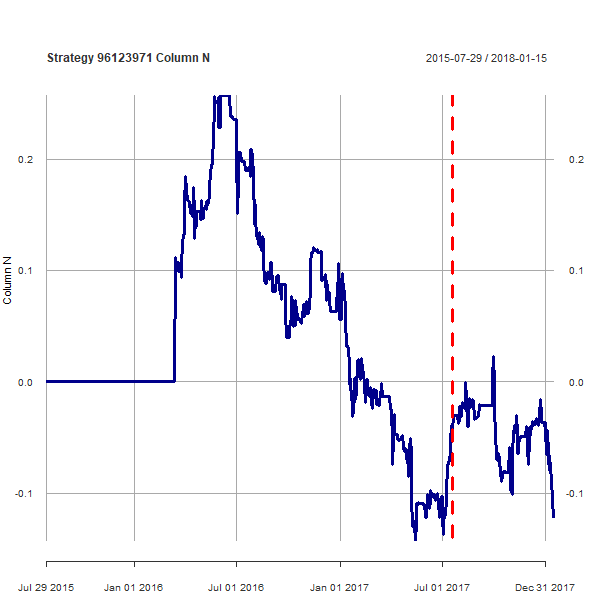 Strategy 96123971 Column N
2015-07-29 / 2018-01-15
0.2
0.2
0.1
0.1
Column N
0.0
0.0
-0.1
-0.1
Jul 29 2015
Jan 01 2016
Jul 01 2016
Jan 01 2017
Jul 01 2017
Dec 31 2017